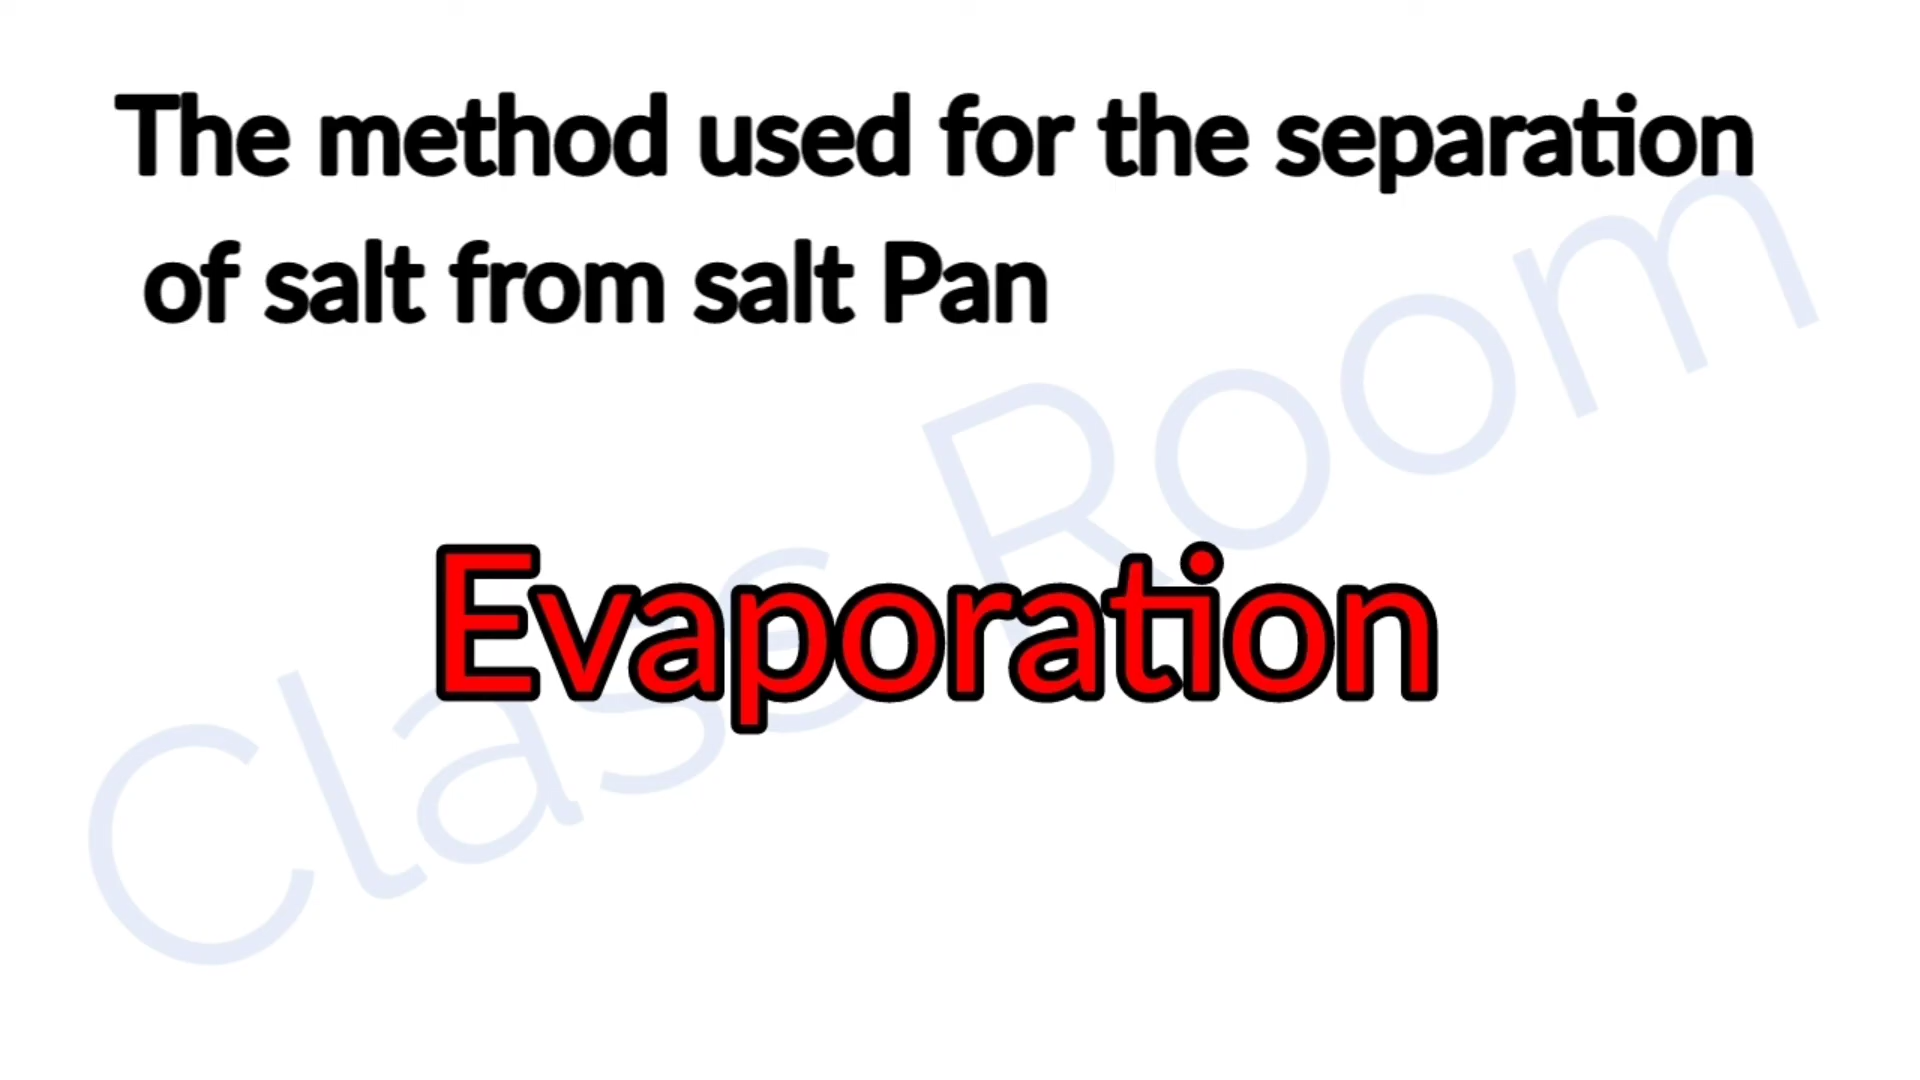 The method used for the separation
of salt from salt Pan
Evaporation
Class Room